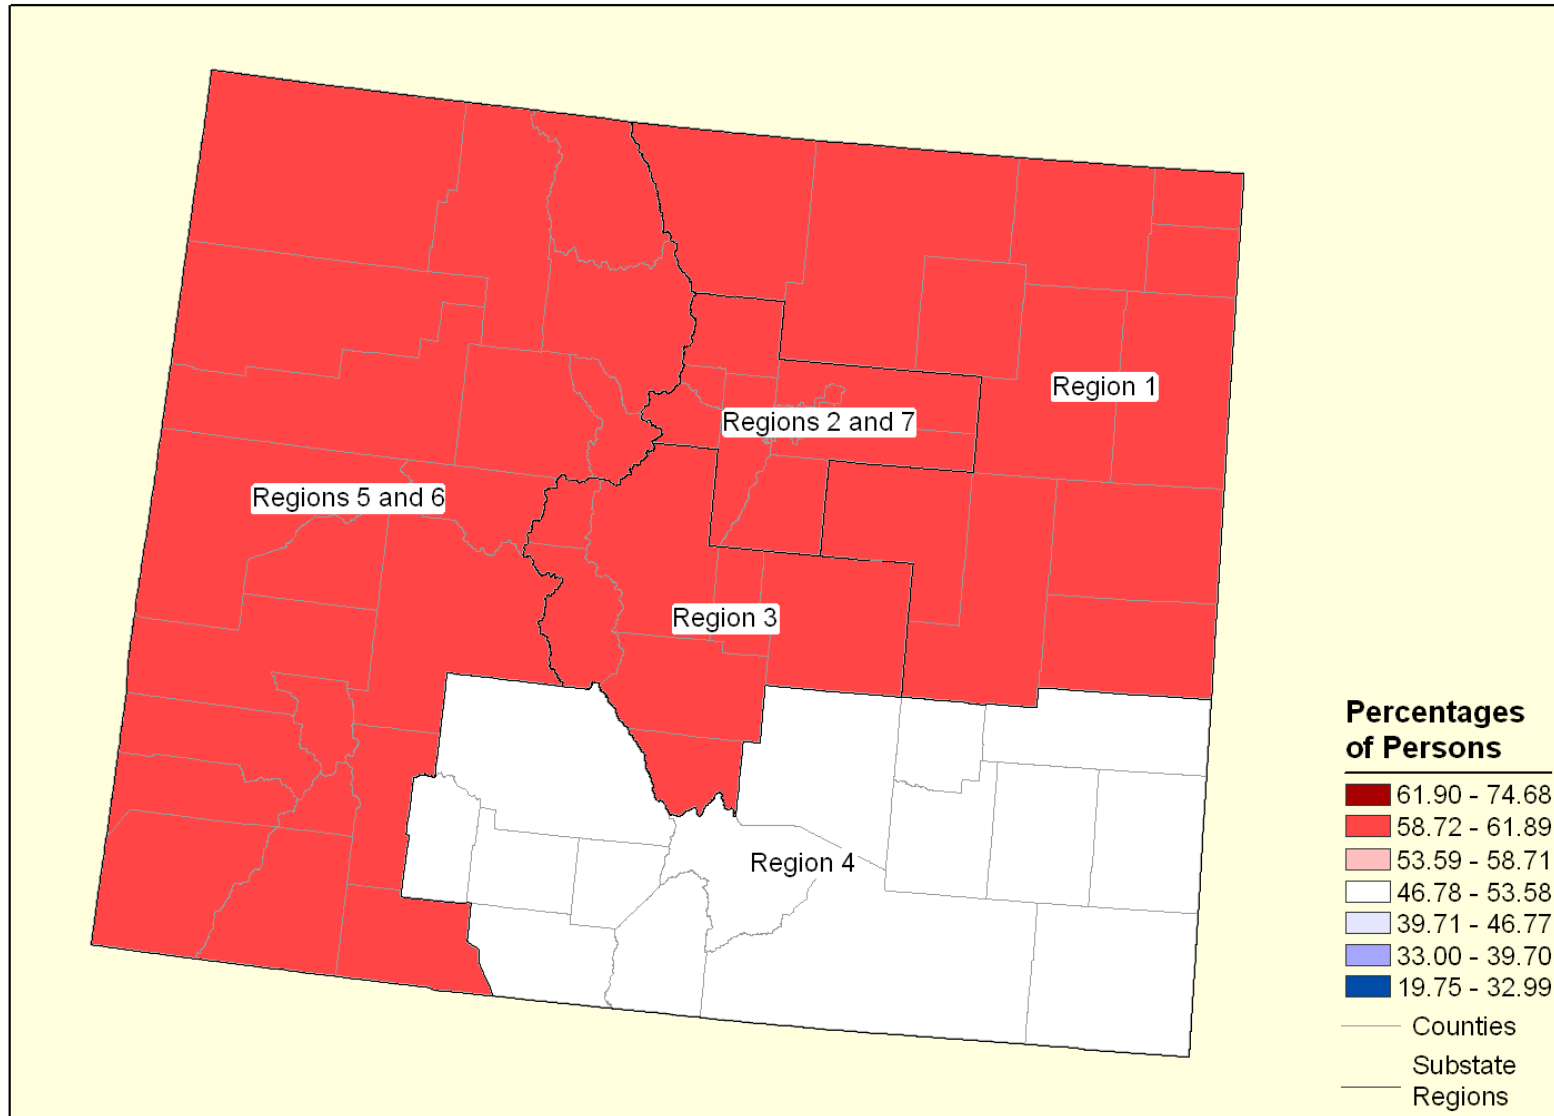 Region 1
Regions 2 and 7
Regions 5 and 6
Region 3
Region 4
Percentages
of Persons
61.90 - 74.68
58.72 - 61.89
53.59 - 58.71
46.78 - 53.58
39.71 - 46.77
33.00 - 39.70
19.75 - 32.99
Counties
Substate
Regions